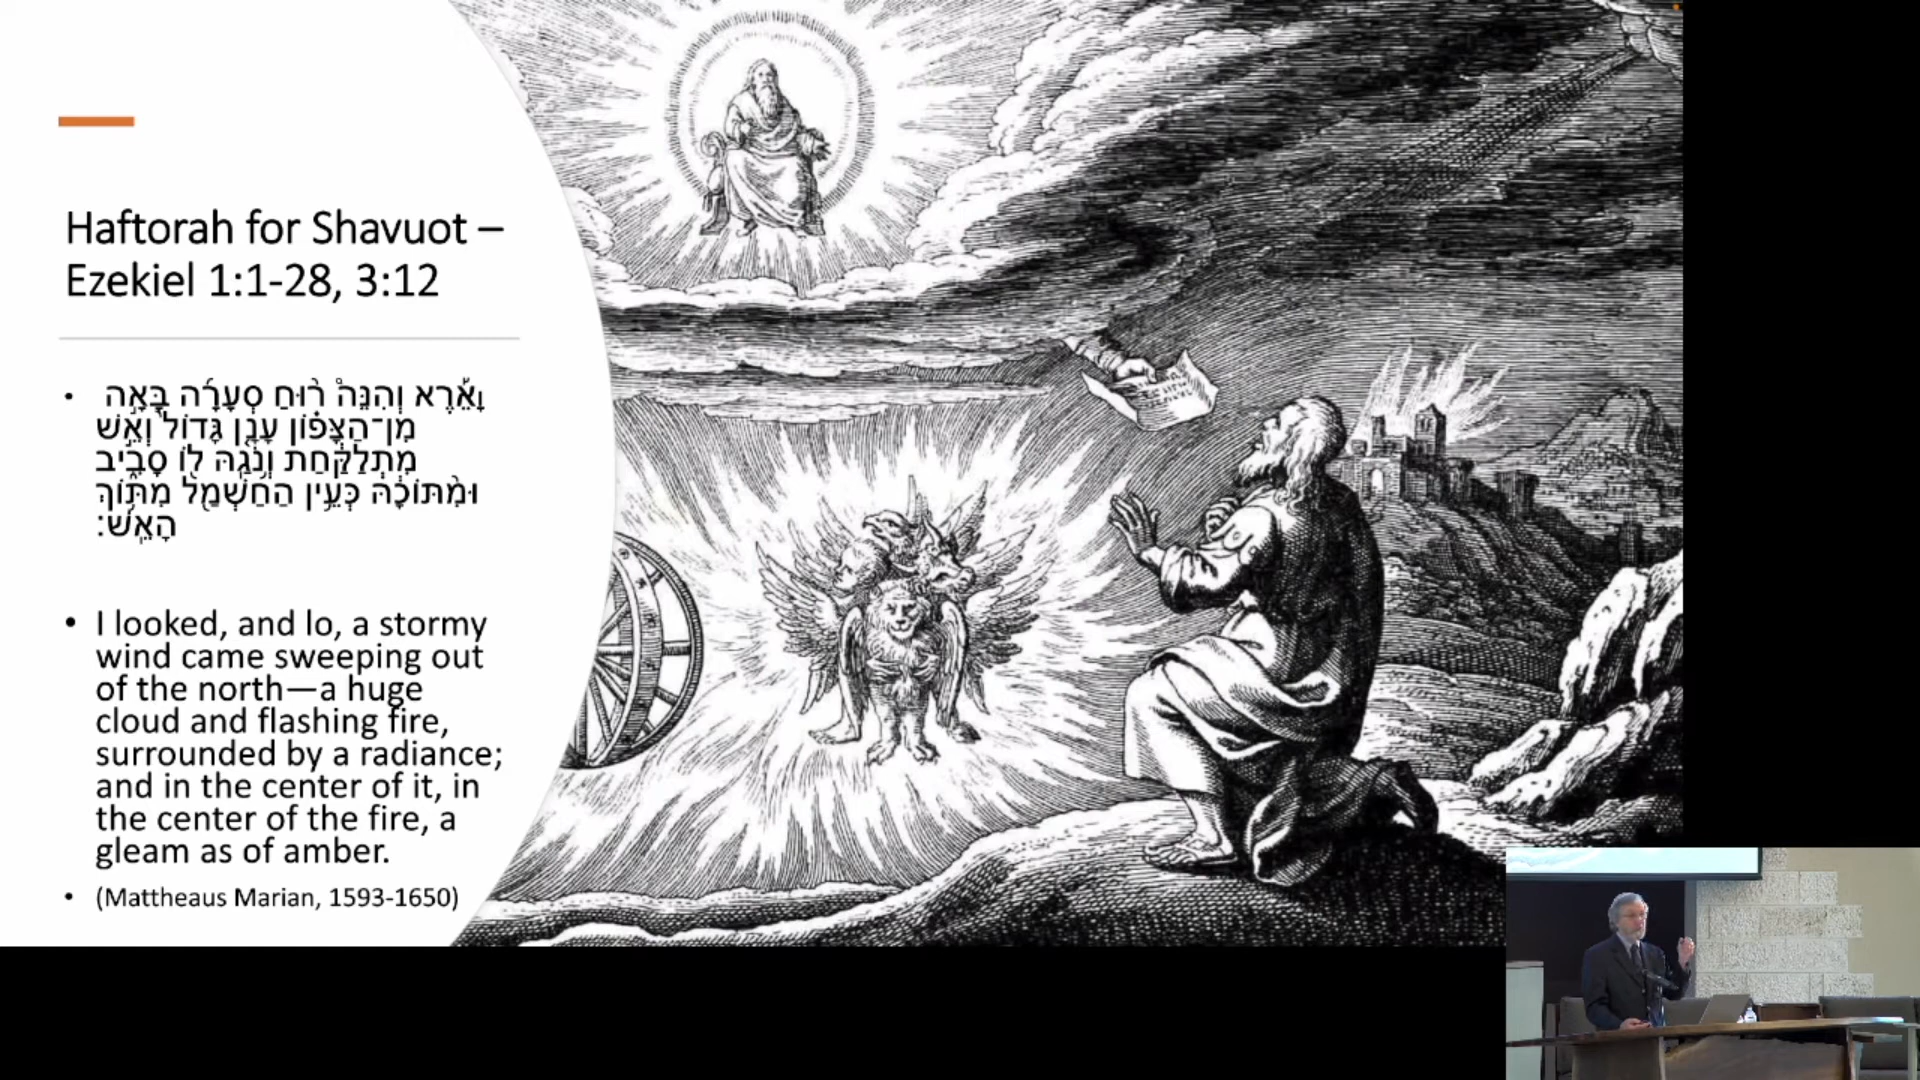 Haftorah for Shavuot –
Ezekiel 1:1-28, 3:12
• וָאֵ֡רֶא וְהִנֵּה֩ ר֨וּחַ סְעָרָ֜ה בָּאָ֣ה
מִן־הַצָּפ֗וֹן עָנָ֤ן גָּדוֹל֙ וְאֵ֣שׁ
מִתְלַקַּ֔חַת וְנֹ֥גַֽהּ ל֖וֹ סָבִ֑יב
וּמִ֨תּוֹכָ֔הּ כְּעֵ֥ין הַחַשְׁמַ֖ל מִתּ֥וֹךְ
הָאֵֽשׁ׃
• I looked, and lo, a stormy
wind came sweeping out
of the north—a huge
cloud and flashing fire,
surrounded by a radiance;
and in the center of it, in
the center of the fire, a
gleam as of amber.
• (Mattheaus Marian, 1593-1650)